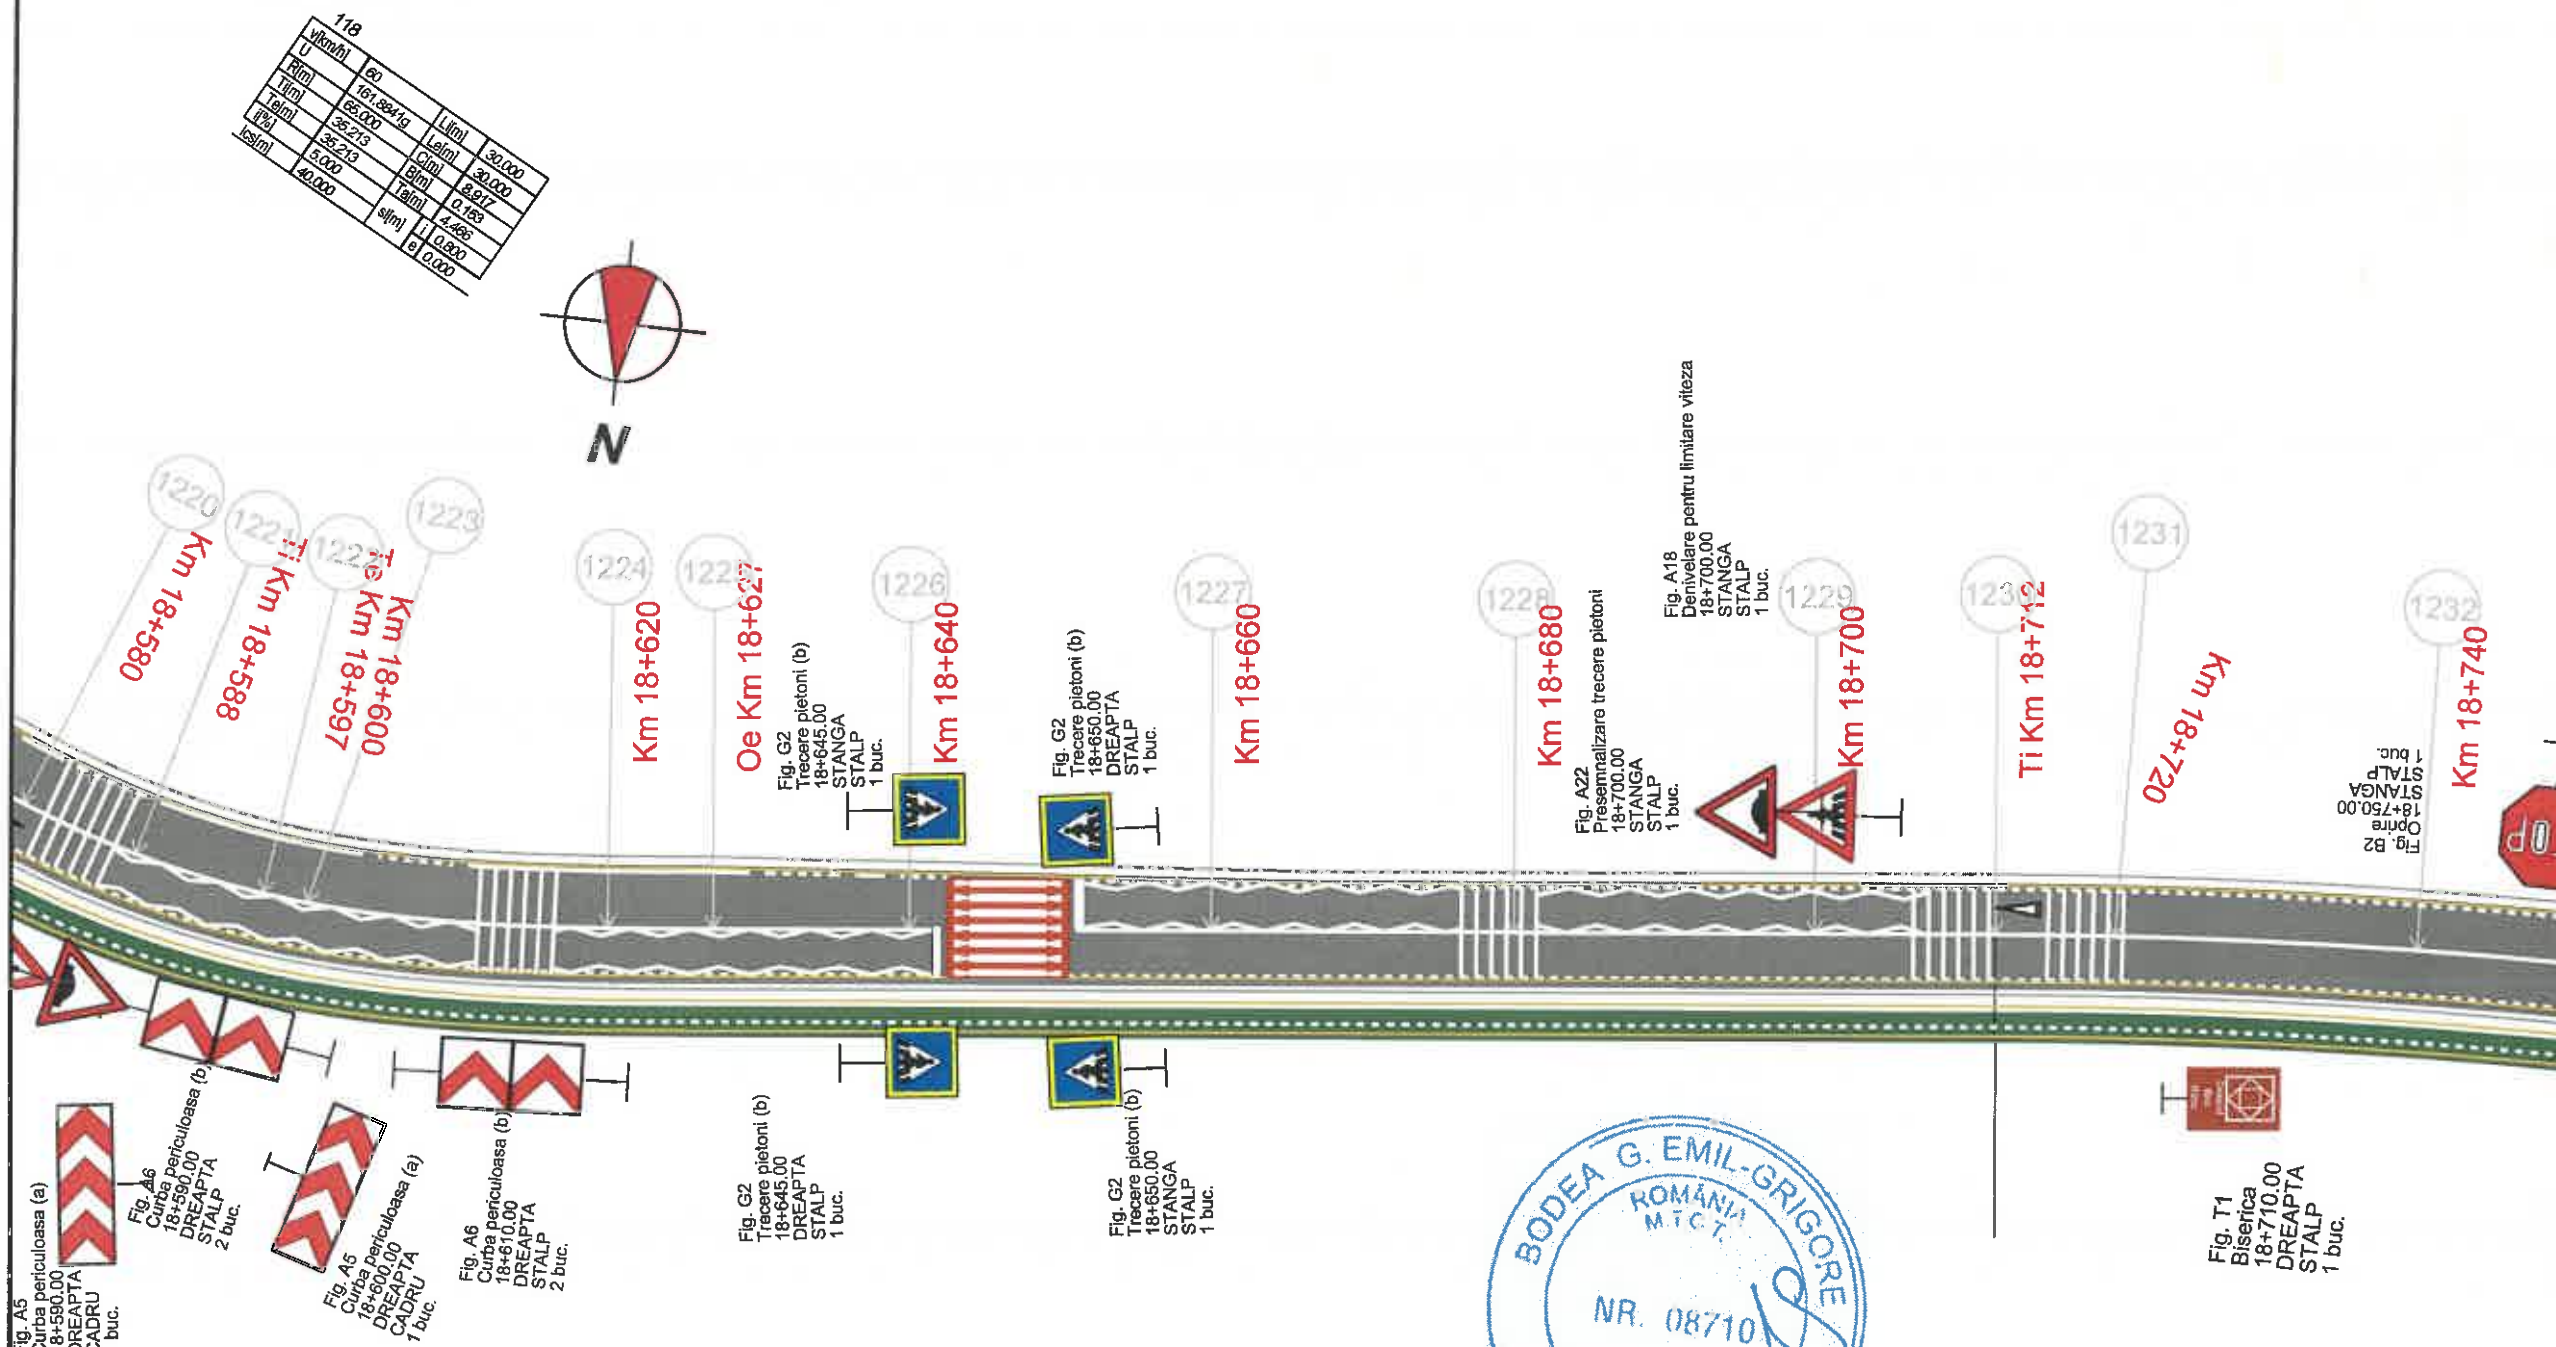 118
v[km/h] 60 Li[m] 30.000
U 161.8841g Le[m] 30.000
R[m] 65.000 C[m] 8.917
Ti[m] 35.213 B[m] 0.153
Te[m] 35.213 Ta[m] 4.466
i[%] 5.000 sl[m] i 0.800
lcs[m] 40.000 e 0.000
N
1220
Km 18+580
1221
Ti Km 18+588
1222
Te Km 18+597
1223
Km 18+600
1224
Km 18+620
1225
Oe Km 18+627
1226
Km 18+640
1227
Km 18+660
1228
Km 18+680
1229
Km 18+700
1230
Ti Km 18+712
1231
Km 18+720
1232
Km 18+740
Fig. G2
Trecere pietoni (b)
18+645.00
STANGA
STALP
1 buc.
Fig. G2
Trecere pietoni (b)
18+650.00
DREAPTA
STALP
1 buc.
Fig. A22
Presemnalizare trecere pietoni
18+700.00
STANGA
STALP
1 buc.
Fig. A18
Denivelare pentru limitare viteza
18+700.00
STANGA
STALP
1 buc.
Fig. B2
Oprire
18+750.00
STANGA
STALP
1 buc.
OP
Fig. A5
Curba periculoasa (a)
8+590.00
DREAPTA
CADRU
buc.
Fig. A6
Curba periculoasa (b)
18+590.00
DREAPTA
STALP
2 buc.
Fig. A5
Curba periculoasa (a)
18+600.00
DREAPTA
CADRU
1 buc.
Fig. A6
Curba periculoasa (b)
18+610.00
DREAPTA
STALP
2 buc.
Fig. G2
Trecere pietoni (b)
18+645.00
DREAPTA
STALP
1 buc.
Fig. G2
Trecere pietoni (b)
18+650.00
STANGA
STALP
1 buc.
Fig. T1
Biserica
18+710.00
DREAPTA
STALP
1 buc.
BODEA G. EMIL-GRIGORE
ROMÂNIA
M.T.C.T.
NR. 08710